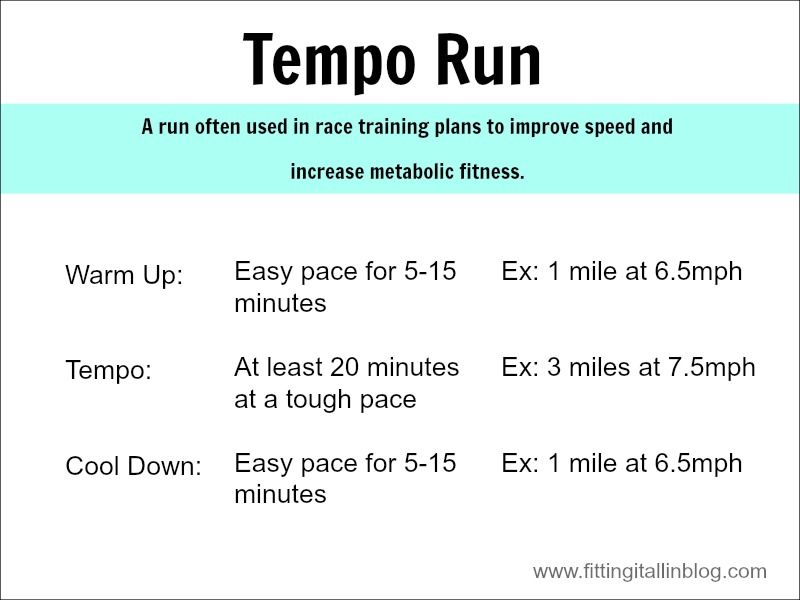 Tempo Run
A run often used in race training plans to improve speed and
increase metabolic fitness.
Warm Up: Easy pace for 5-15 Ex: 1 mile at 6.5mph
minutes
Tempo: At least 20 minutes Ex: 3 miles at 7.5mph
at a tough pace
Cool Down: Easy pace for 5-15 Ex: 1 mile at 6.5mph
minutes
www.fittingitallinblog.com